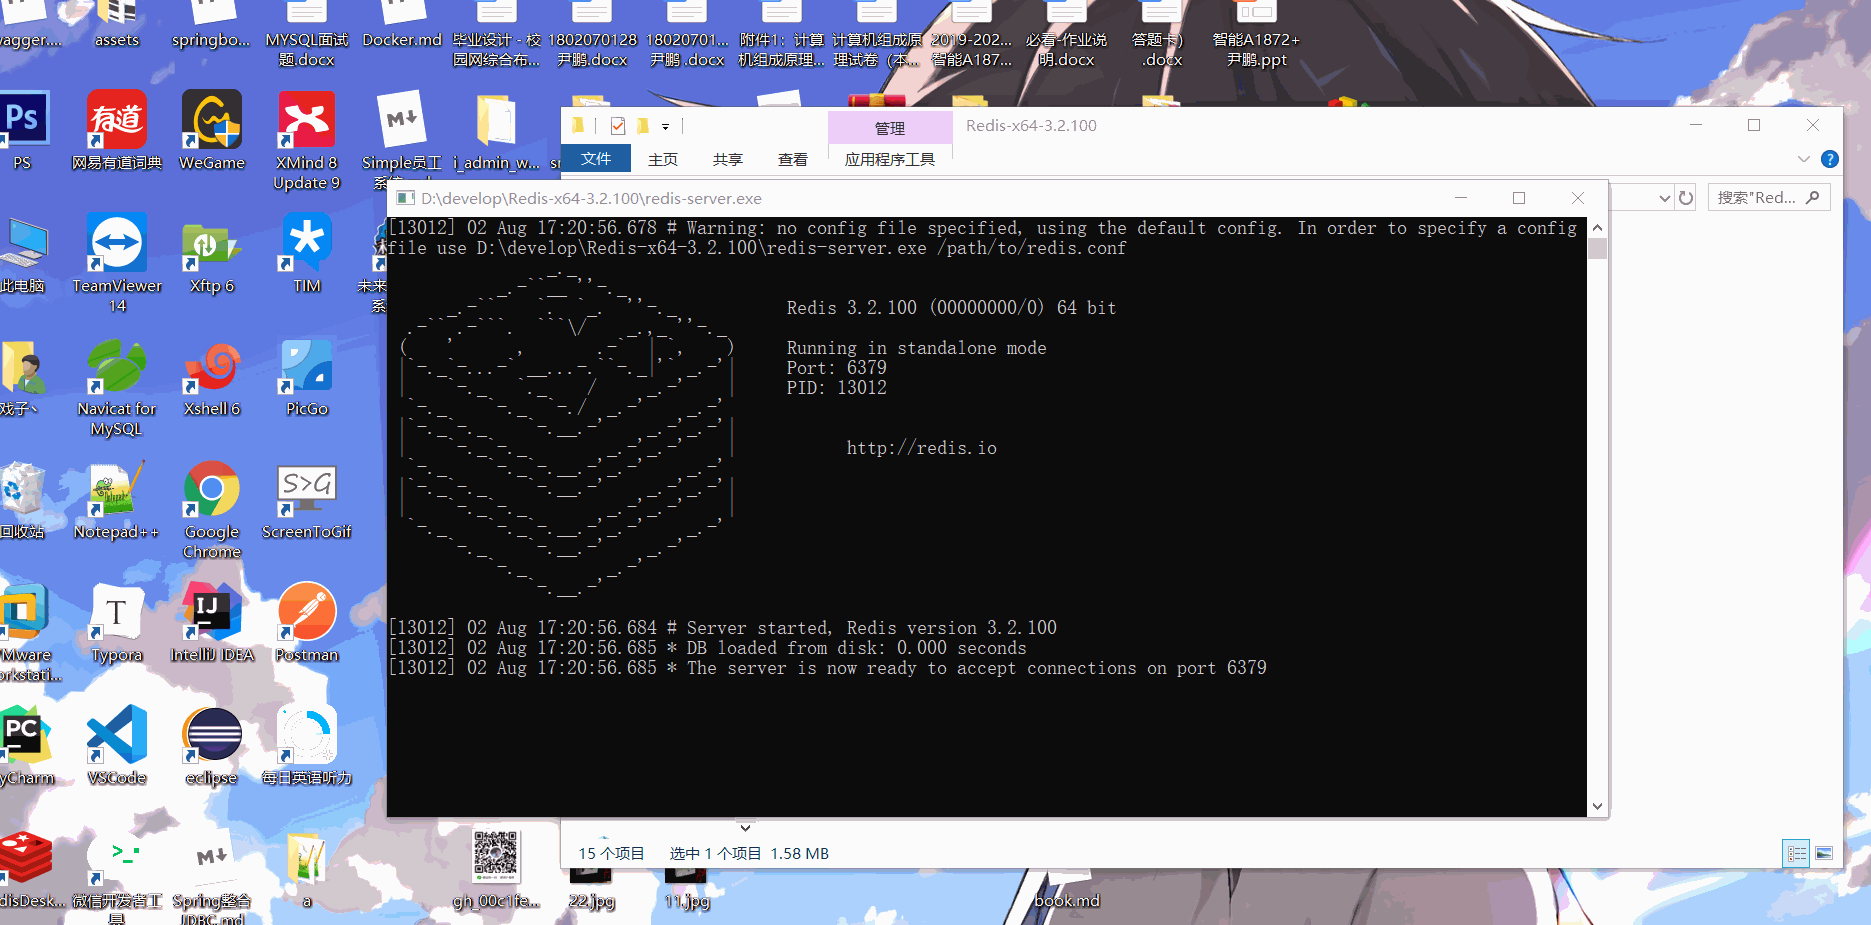 assets
springbo...
MYSQL面试
题.docx
Docker.md
毕业设计 - 校
园网综合布...
1802070128
尹鹏.docx
18020701...
尹鹏 .docx
附件1：计算
机组成原理...
计算机组成原
理试卷（本...
2019-202...
智能A187...
必看-作业说
明.docx
答题卡)
.docx
智能A1872+
尹鹏.ppt
Ps
PS
有道
网易有道词典
WeGame
XMind 8
Update 9
M
Simple员工
i_admin_w...
管理
Redis-x64-3.2.100
文件
主页
共享
查看
应用程序工具
搜索"Red...
D:\develop\Redis-x64-3.2.100\redis-server.exe
[13012] 02 Aug 17:20:56.678 # Warning: no config file specified, using the default config. In order to specify a config
file use D:\develop\Redis-x64-3.2.100\redis-server.exe /path/to/redis.conf
Redis 3.2.100 (00000000/0) 64 bit
Running in standalone mode
Port: 6379
PID: 13012
http://redis.io
[13012] 02 Aug 17:20:56.684 # Server started, Redis version 3.2.100
[13012] 02 Aug 17:20:56.685 * DB loaded from disk: 0.000 seconds
[13012] 02 Aug 17:20:56.685 * The server is now ready to accept connections on port 6379
此电脑
TeamViewer
14
Xftp 6
TIM
未来
系
戏子丶
Navicat for
MySQL
Xshell 6
PicGo
回收站
Notepad++
Google
Chrome
S>G
ScreenToGif
Mware
orkstati...
T
Typora
IJ
IntelliJ IDEA
Postman
PC
yCharm
VSCode
eclipse
每日英语听力
disDesk...
微信开发者工
具
M
Spring整合
JDBC.md
a
gh_00c1fe...
22.jpg
11.jpg
book.md
15 个项目
选中 1 个项目 1.58 MB